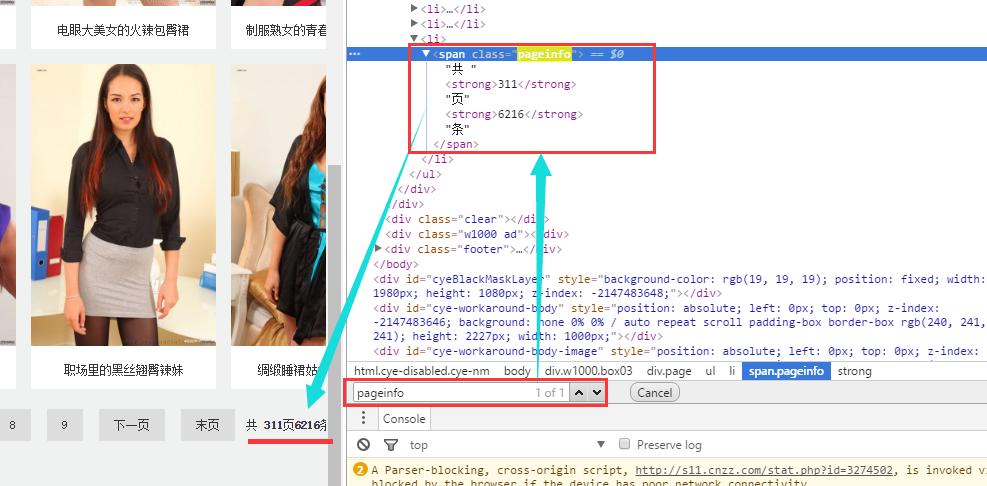 电眼大美女的火辣包臀裙
制服熟女的青春
职场里的黑丝翘臀辣妹
绸缎睡裙姑
8
9
下一页
末页
共 311页6216条
▶<li>…</li>
▶<li>…</li>
▼<li>
▼<span class="pageinfo"> == $0
"共 "
<strong>311</strong>
"页"
<strong>6216</strong>
"条"
</span>
</li>
</ul>
</div>
</div>
<div class="clear"></div>
<div class="w1000 ad"></div>
▶<div class="footer">…</div>
</body>
<div id="cyeBlackMaskLayer" style="background-color: rgb(19, 19, 19); position: fixed; width:
1980px; height: 1080px; z-index: -2147483648;"></div>
<div id="cye-workaround-body" style="position: absolute; left: 0px; top: 0px; z-index:
-2147483646; background: none 0% 0% / auto repeat scroll padding-box border-box rgb(240, 241,
241); height: 2227px; width: 1000px;"></div>
<div id="cye-workaround-body-image" style="position: absolute; left: 0px; top: 0px; z-index:
html.cye-disabled.cye-nm body div.w1000.box03 div.page ul li span.pageinfo strong
pageinfo 1 of 1 Cancel
Console
top ▼ Preserve log
2 A Parser-blocking, cross-origin script, http://s11.cnzz.com/stat.php?id=3274502, is invoked vi
blocked by the browser if the device has poor network connectivity.